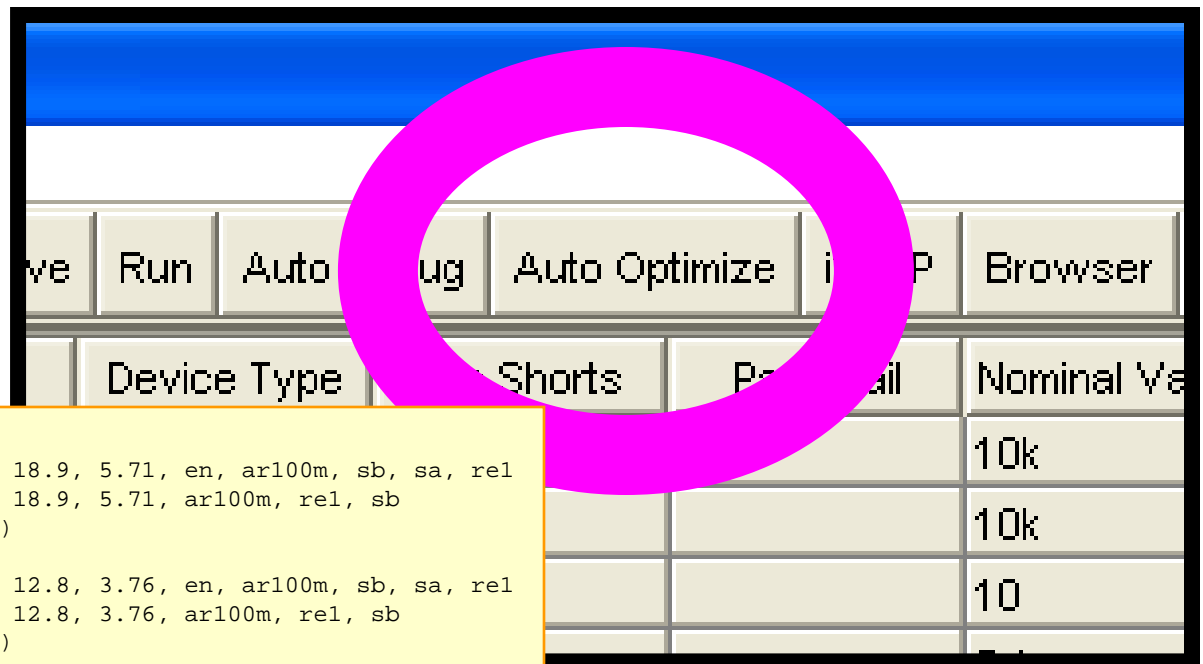 ve Run Auto ug Auto Optimize P Browser
Device Type Shorts Nominal Va
10k
18.9, 5.71, en, ar100m, sb, sa, re1
18.9, 5.71, ar100m, re1, sb
)
10k
12.8, 3.76, en, ar100m, sb, sa, re1
12.8, 3.76, ar100m, re1, sb
)
10